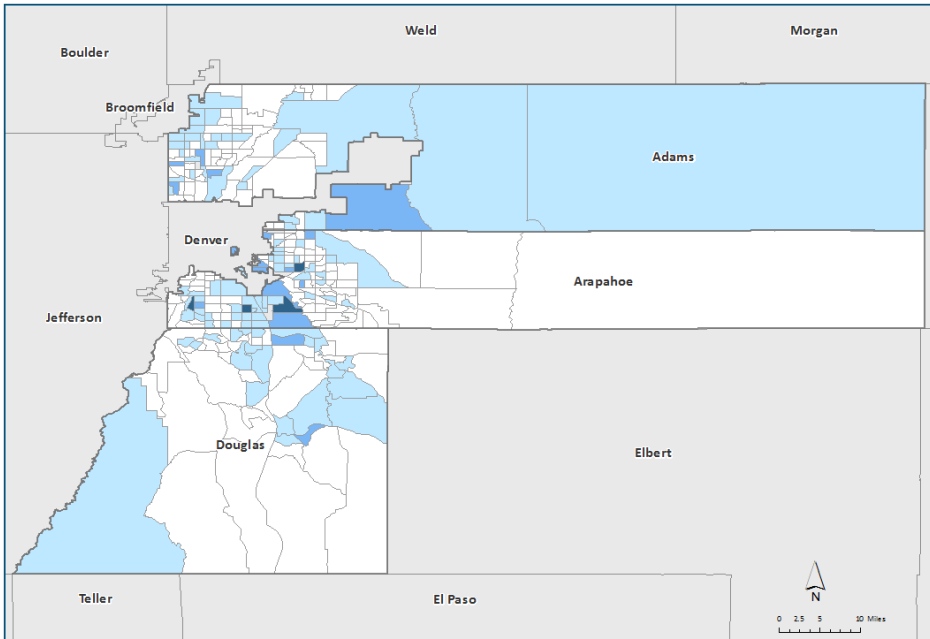 Weld
Morgan
Boulder
Broomfield
Adams
Denver
Arapahoe
Jefferson
Douglas
Elbert
Teller
El Paso
N
0 2.5 5 10 Miles